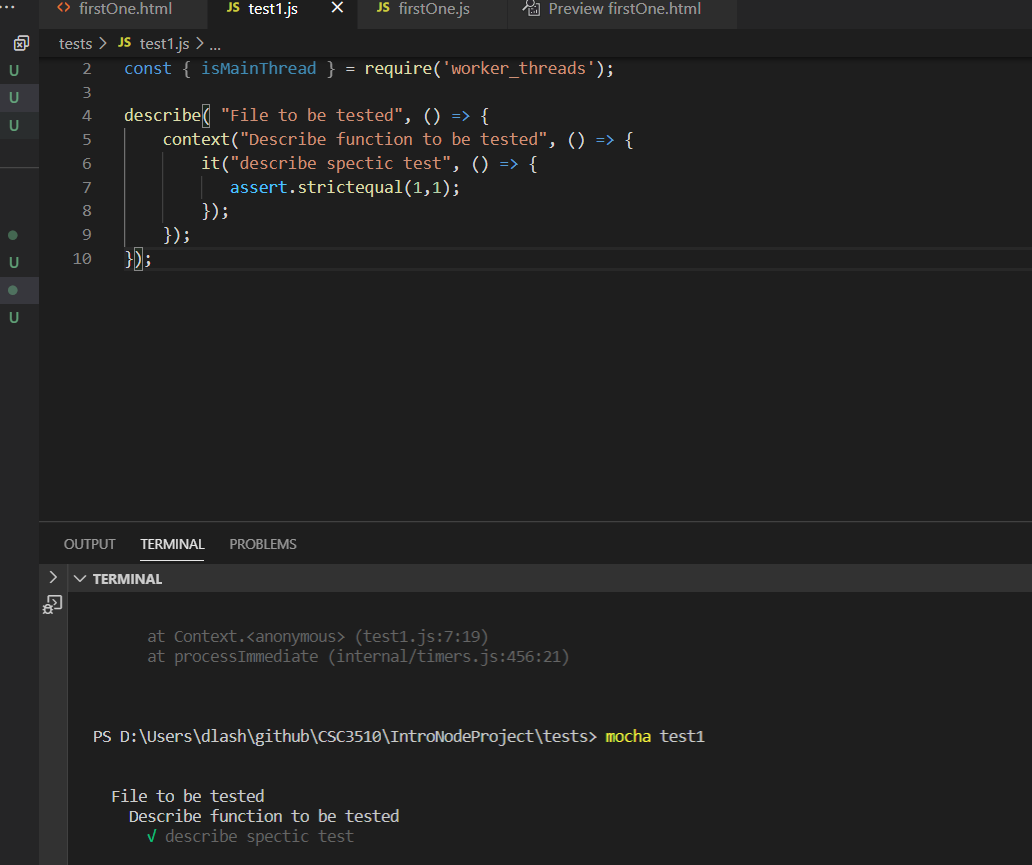 ... <> firstOne.html JS test1.js × JS firstOne.js Preview firstOne.html
tests > JS test1.js > ...
U 2 const { isMainThread } = require('worker_threads');
U 3
4 describe( "File to be tested", () => {
U 5 context("Describe function to be tested", () => {
6 it("describe spectic test", () => {
7 assert.strictequal(1,1);
8 });
9 });
U 10 });
U
OUTPUT TERMINAL PROBLEMS
TERMINAL
at Context.<anonymous> (test1.js:7:19)
at processImmediate (internal/timers.js:456:21)
PS D:\Users\dlash\github\CSC3510\IntroNodeProject\tests> mocha test1
File to be tested
Describe function to be tested
√ describe spectic test